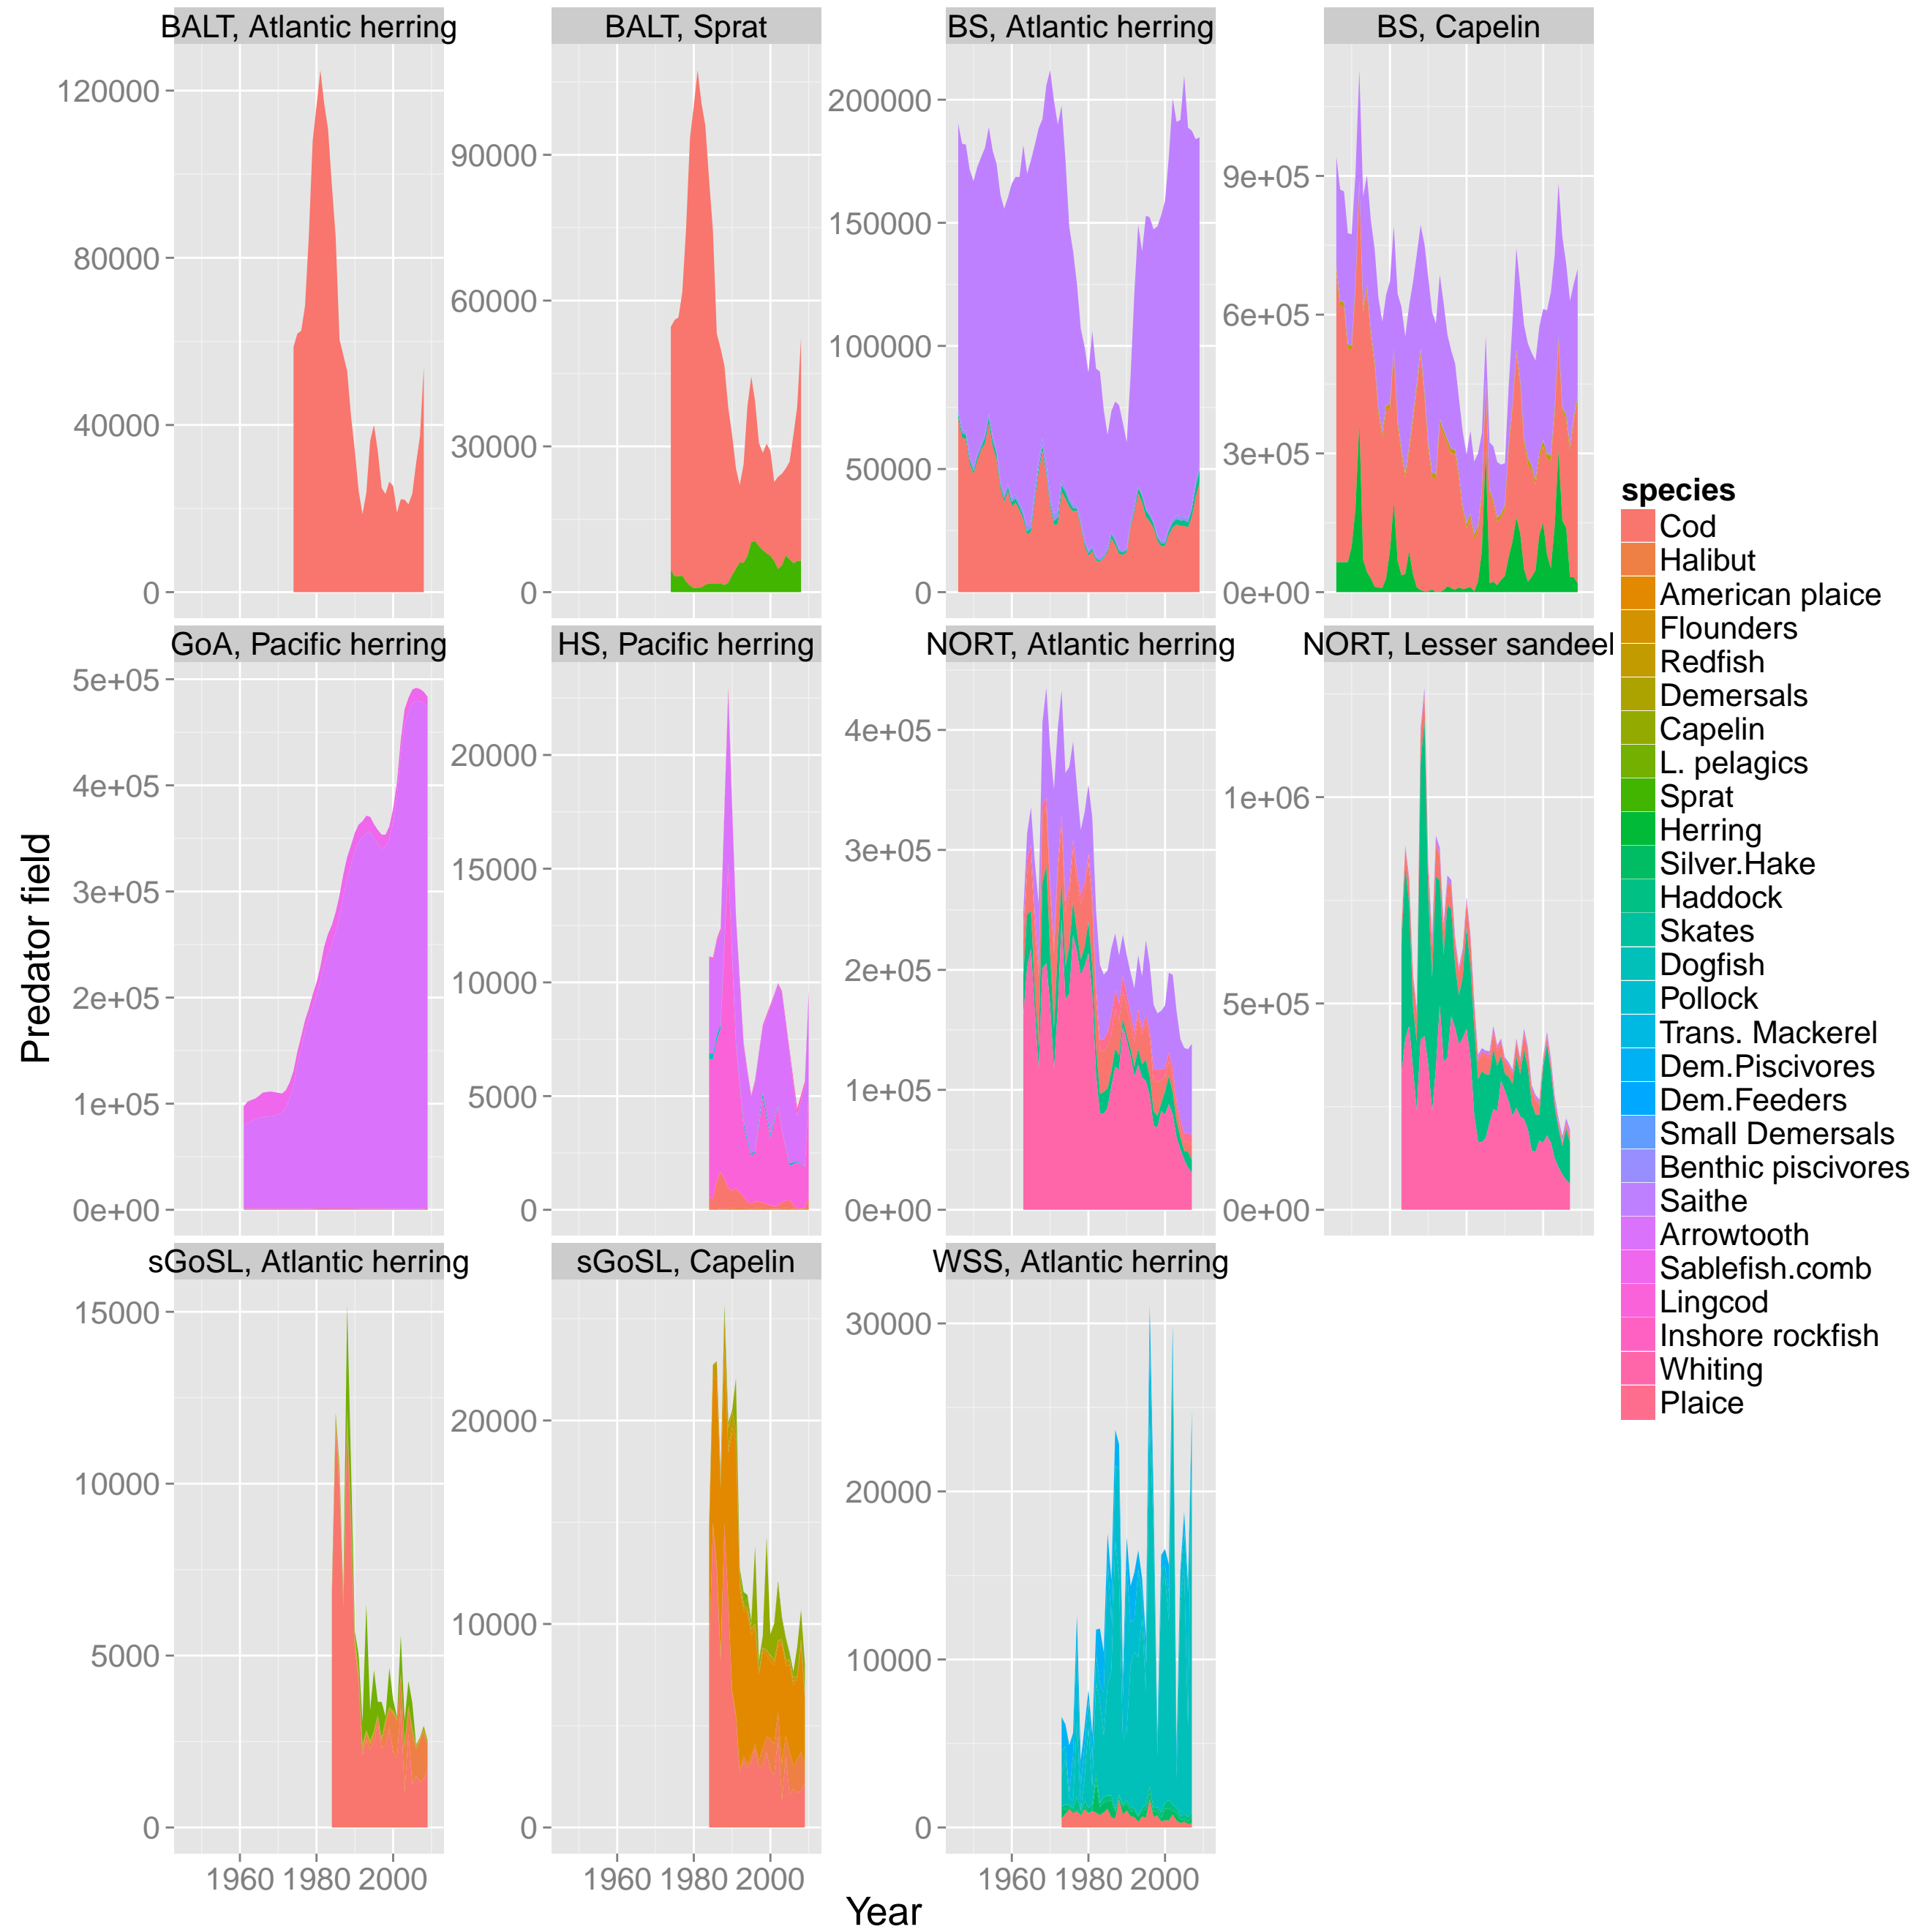 BALT, Atlantic herring
BALT, Sprat
BS, Atlantic herring
BS, Capelin
120000
80000
40000
0
90000
60000
30000
0
200000
150000
100000
50000
0
9e+05
6e+05
3e+05
0e+00
GoA, Pacific herring
HS, Pacific herring
NORT, Atlantic herring
NORT, Lesser sandeel
5e+05
4e+05
3e+05
2e+05
1e+05
0e+00
20000
15000
10000
5000
0
4e+05
3e+05
2e+05
1e+05
0e+00
1e+06
5e+05
0e+00
sGoSL, Atlantic herring
sGoSL, Capelin
WSS, Atlantic herring
15000
10000
5000
0
20000
10000
0
30000
20000
10000
0
1960 1980 2000
1960 1980 2000
1960 1980 2000
Year
Predator field
species
Cod
Halibut
American plaice
Flounders
Redfish
Demersals
Capelin
L. pelagics
Sprat
Herring
Silver.Hake
Haddock
Skates
Dogfish
Pollock
Trans. Mackerel
Dem.Piscivores
Dem.Feeders
Small Demersals
Benthic piscivores
Saithe
Arrowtooth
Sablefish.comb
Lingcod
Inshore rockfish
Whiting
Plaice